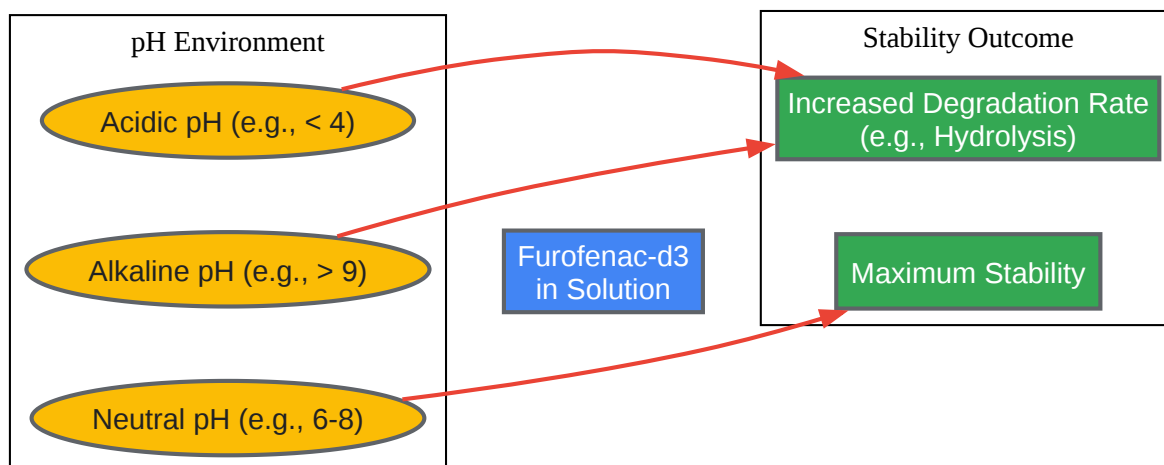 pH Environment
Acidic pH (e.g., < 4)
Alkaline pH (e.g., > 9)
Neutral pH (e.g., 6-8)
Furofenac-d3
in Solution
Stability Outcome
Increased Degradation Rate
(e.g., Hydrolysis)
Maximum Stability